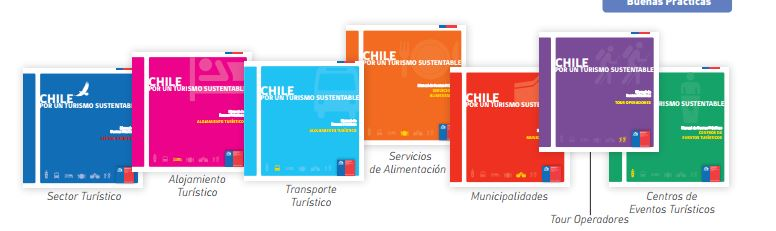 Buenas Prácticas
CHILE
POR UN TURISMO SUSTENTABLE
Sector Turístico
CHILE
POR UN TURISMO SUSTENTABLE
ALOJAMIENTO TURÍSTICO
Alojamiento
Turístico
POR UN TURISMO SUSTENTABLE
Transporte
Turístico
CHILE
POR UN TURISMO SUSTENTABLE
Servicios
de Alimentación
CHILE
POR UN TURISMO SUSTE
Municipalidades
CHILE
POR UN TURISMO SUSTENTABLE
TOUR OPERADORES
Tour Operadores
RISMO SUSTENTABLE
CENTROS DE
EVENTOS TURÍSTICOS
Centros de
Eventos Turísticos